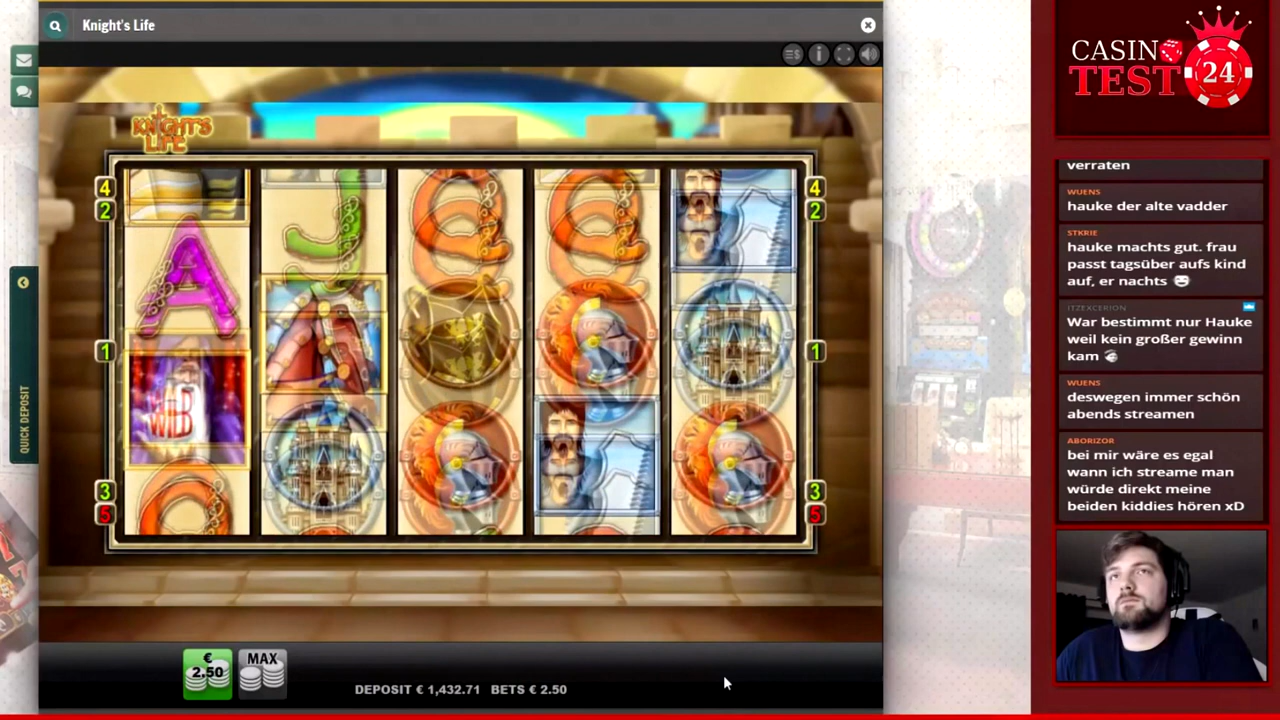 Knight's Life
KNIGHT'S
LIFE
4
2
1
3
5
4
2
1
3
5
WILD
QUICK DEPOSIT
€
2,50
MAX
DEPOSIT € 1,432.71 BETS € 2.50
CASINO
TEST 24
verraten
WUENS
hauke der alte vadder
STKRIE
hauke machts gut. frau
passt tagsüber aufs kind
auf, er nachts
ITZEXCERION
War bestimmt nur Hauke
weil kein großer gewinn
kam
WUENS
deswegen immer schön
abends streamen
ABORIZOR
bei mir wäre es egal
wann ich streame man
würde direkt meine
beiden kiddies hören xD